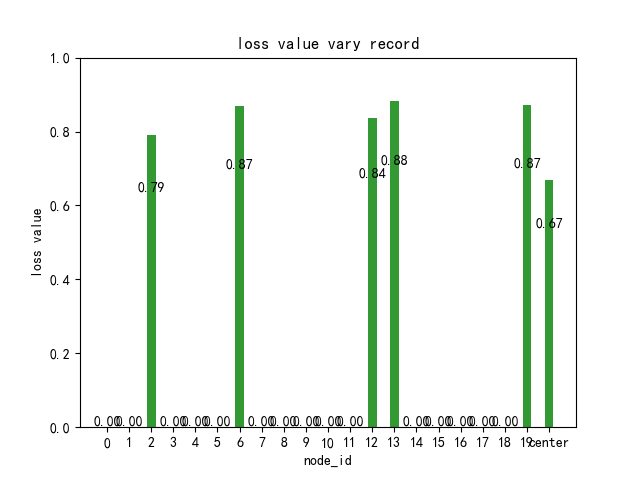 loss value vary record
1.0
0.8
0.6
0.4
0.2
0.0
loss value
0.00 0.00 0.79 0.00 0.00 0.00 0.87 0.00 0.00 0.00 0.00 0.00 0.84 0.88 0.00 0.00 0.00 0.00 0.00 0.87 0.67
0 1 2 3 4 5 6 7 8 9 10 11 12 13 14 15 16 17 18 19 center
node_id